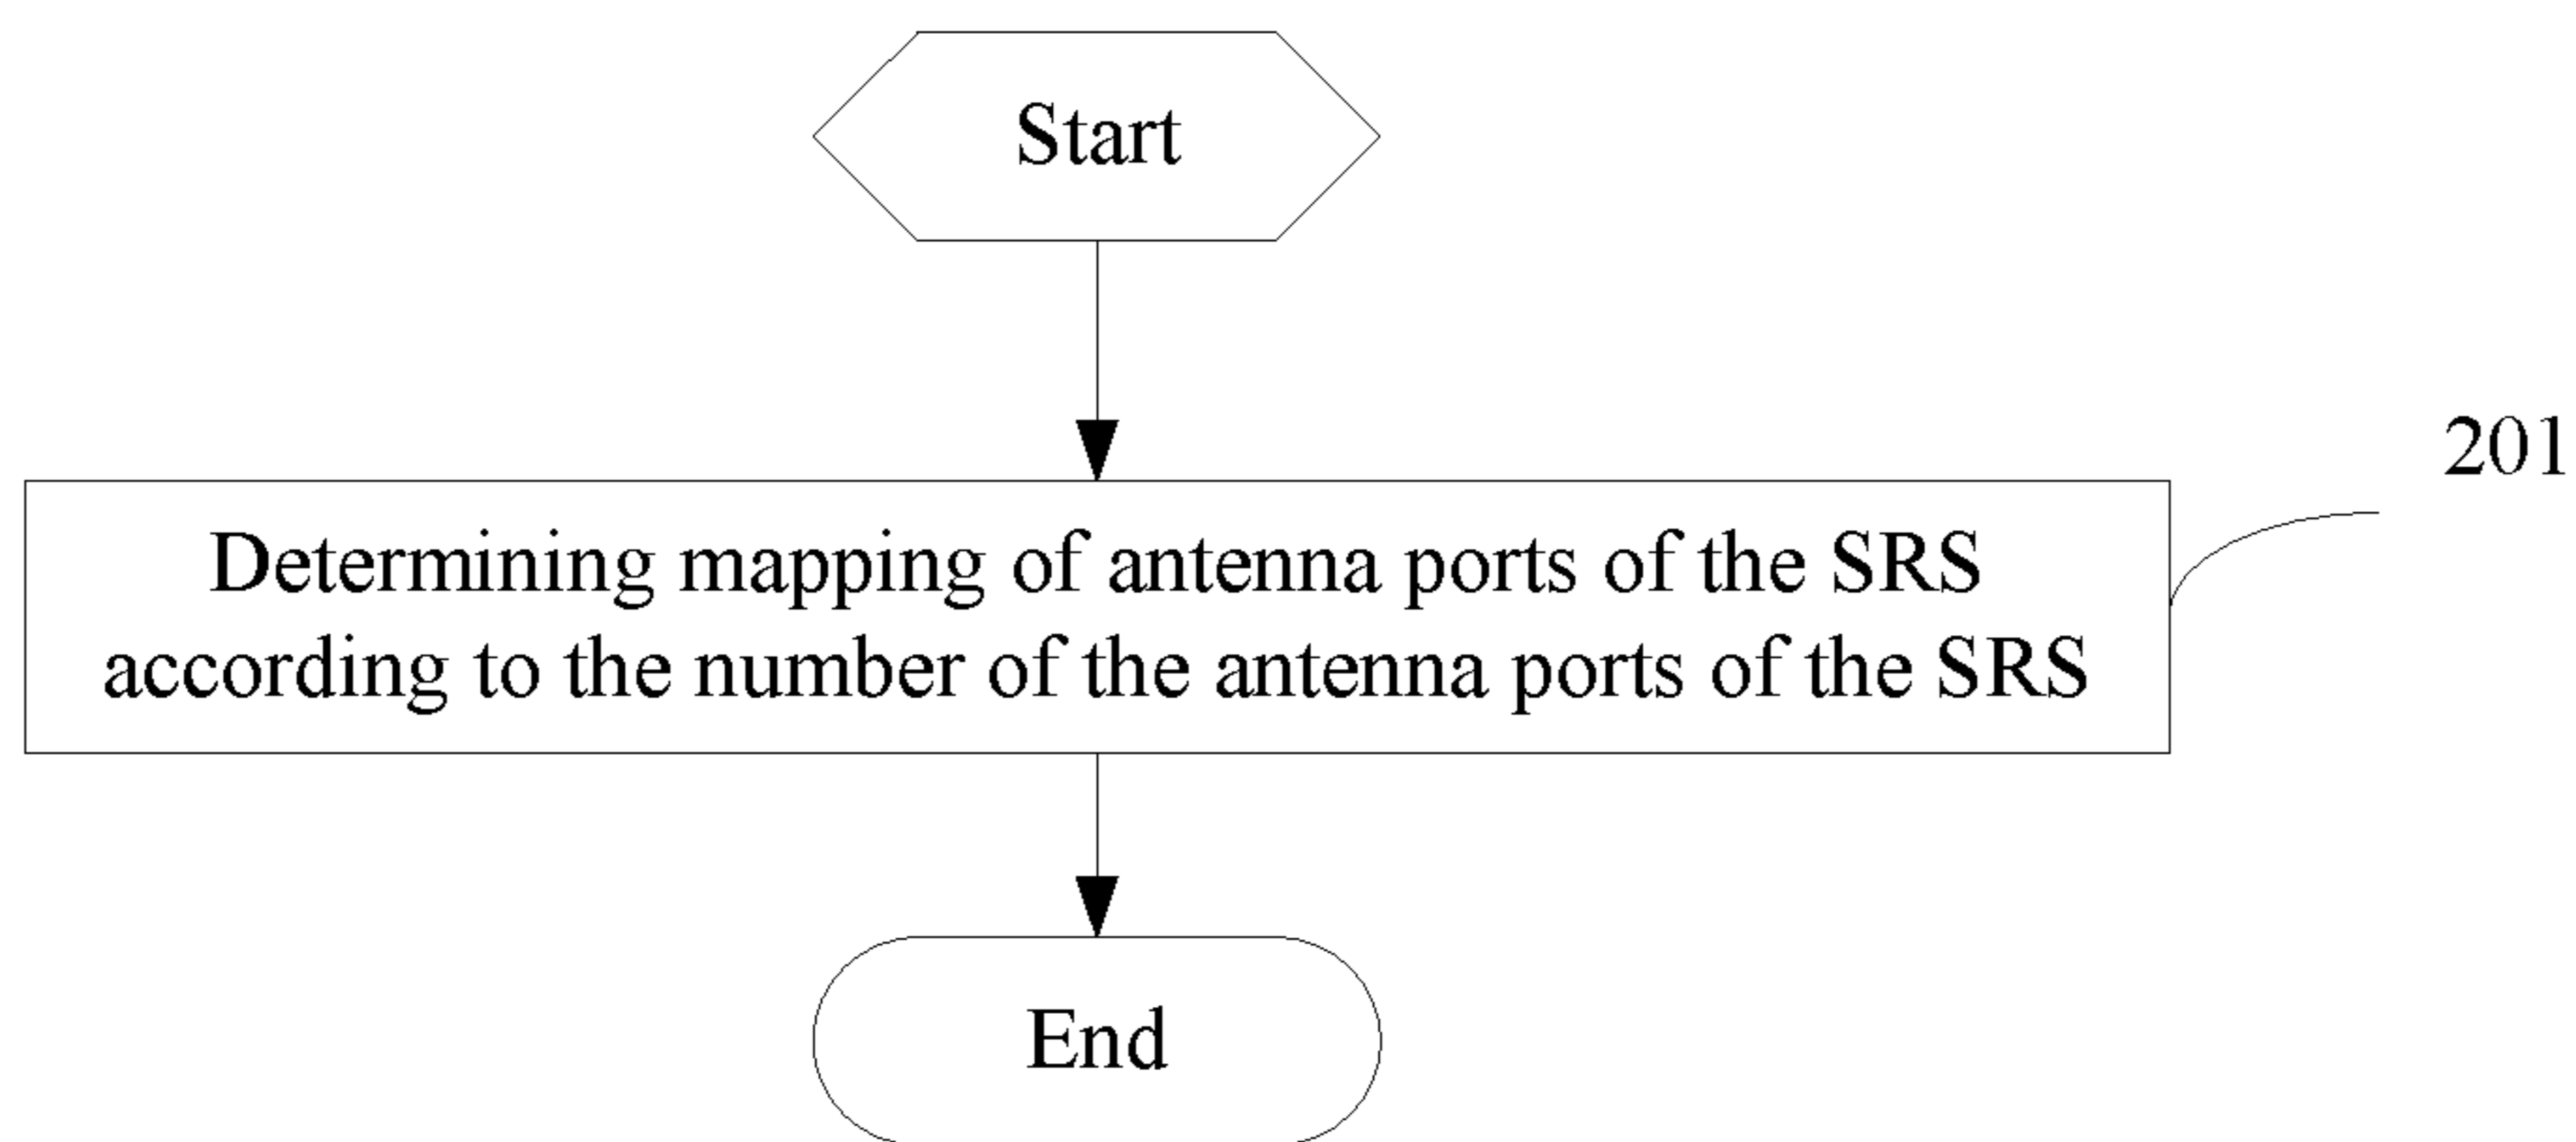 Start
201
Determining mapping of antenna ports of the SRS
according to the number of the antenna ports of the SRS
End